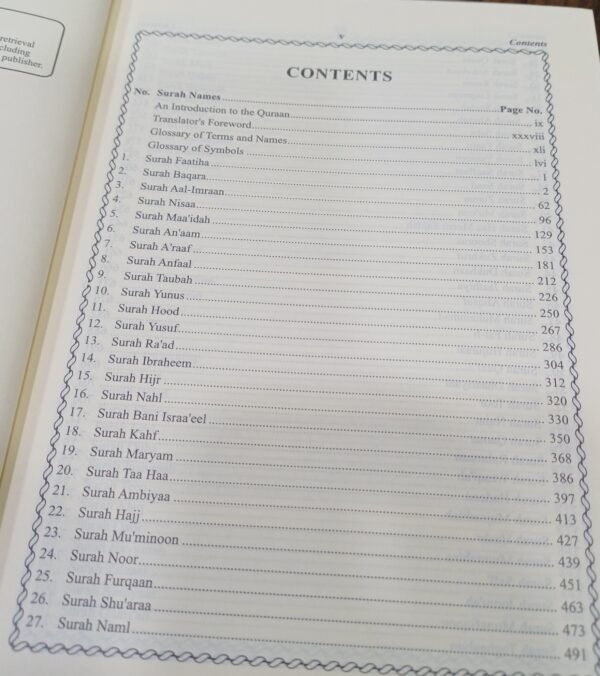 retrieval
cluding
publisher.
v
Contents
CONTENTS
No. Surah Names ... Page No.
An Introduction to the Quraan ... ix
Translator's Foreword ... xxxviii
Glossary of Terms and Names ... xli
Glossary of Symbols ... lvi
1. Surah Faatiha ... 1
2. Surah Baqara ... 2
3. Surah Aal-Imraan ... 62
4. Surah Nisaa ... 96
5. Surah Maa'idah ... 129
6. Surah An'aam ... 153
7. Surah A'raaf ... 181
8. Surah Anfaal ... 212
9. Surah Taubah ... 226
10. Surah Yunus ... 250
11. Surah Hood ... 267
12. Surah Yusuf ... 286
13. Surah Ra'ad ... 304
14. Surah Ibraheem ... 312
15. Surah Hijr ... 320
16. Surah Nahl ... 330
17. Surah Bani Israa'eel ... 350
18. Surah Kahf ... 368
19. Surah Maryam ... 386
20. Surah Taa Haa ... 397
21. Surah Ambiyaa ... 413
22. Surah Hajj ... 427
23. Surah Mu'minoon ... 439
24. Surah Noor ... 451
25. Surah Furqaan ... 463
26. Surah Shu'araa ... 473
27. Surah Naml ... 491